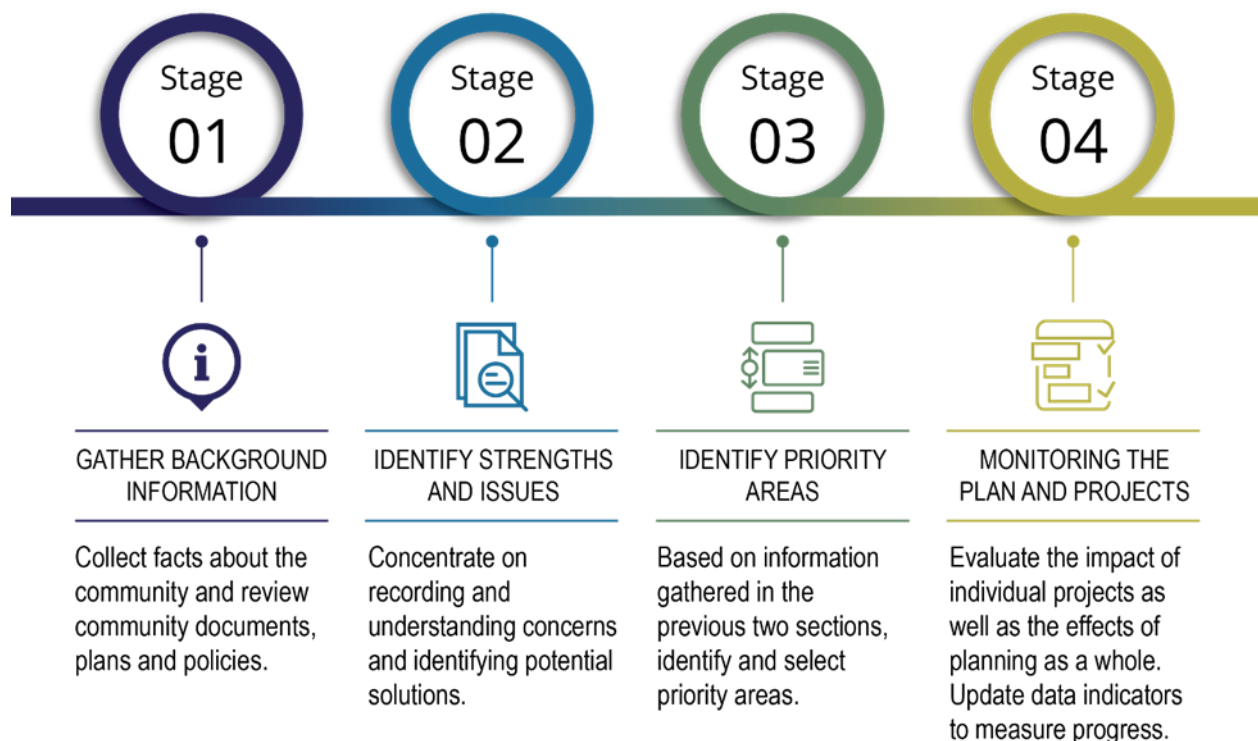 Stage
01
Stage
02
Stage
03
Stage
04
i
GATHER BACKGROUND
INFORMATION
Collect facts about the
community and review
community documents,
plans and policies.
IDENTIFY STRENGTHS
AND ISSUES
Concentrate on
recording and
understanding concerns
and identifying potential
solutions.
IDENTIFY PRIORITY
AREAS
Based on information
gathered in the
previous two sections,
identify and select
priority areas.
MONITORING THE
PLAN AND PROJECTS
Evaluate the impact of
individual projects as
well as the effects of
planning as a whole.
Update data indicators
to measure progress.